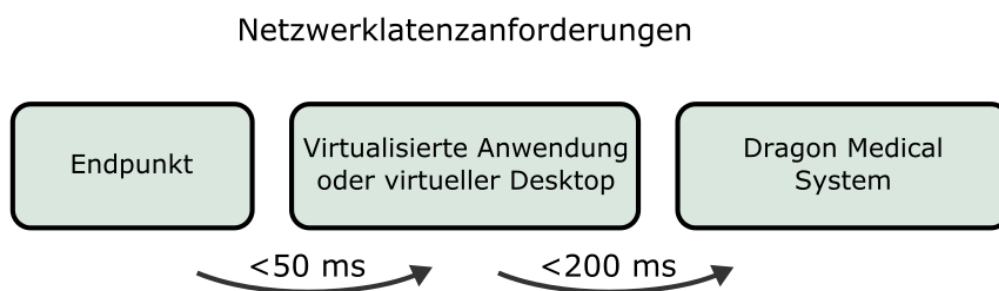 Netzwerklatenzanforderungen
Endpunkt
Virtualisierte Anwendung
oder virtueller Desktop
Dragon Medical
System
<50 ms
<200 ms